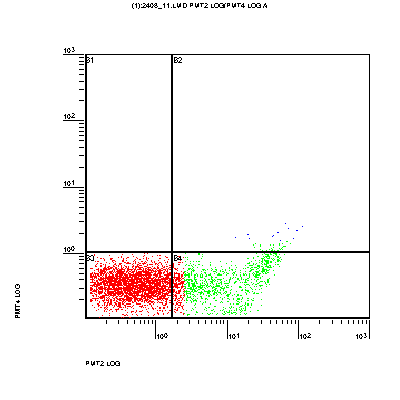 (1):2408_11.LMD PMT2 LOG/PMT4 LOG A
10³
B1 B2
10²
10¹
10⁰
B3 B4
PMT4 LOG
10⁰ 10¹ 10² 10³
PMT2 LOG